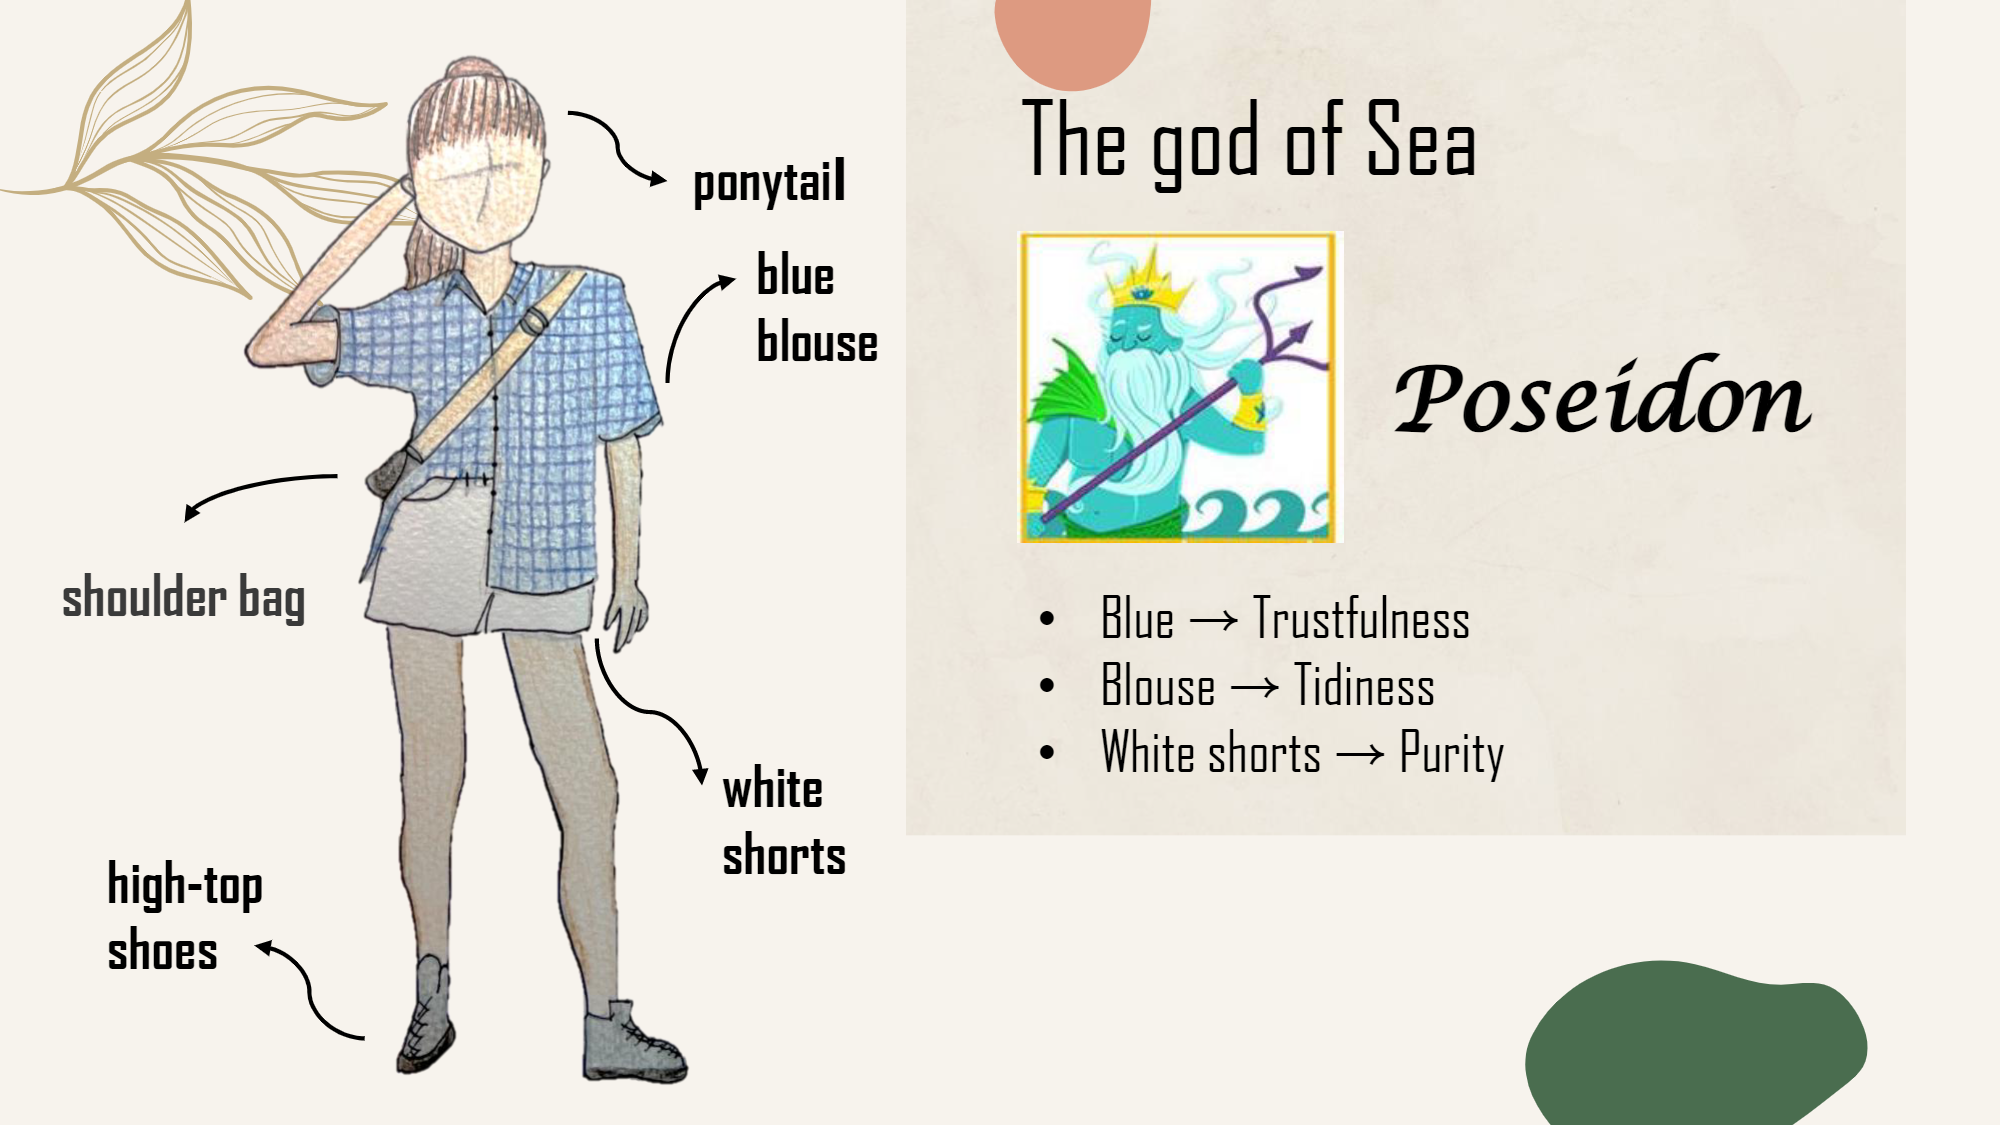 ponytail
blue
blouse
shoulder bag
white
shorts
high-top
shoes
The god of Sea
Poseidon
• Blue → Trustfulness
• Blouse → Tidiness
• White shorts → Purity